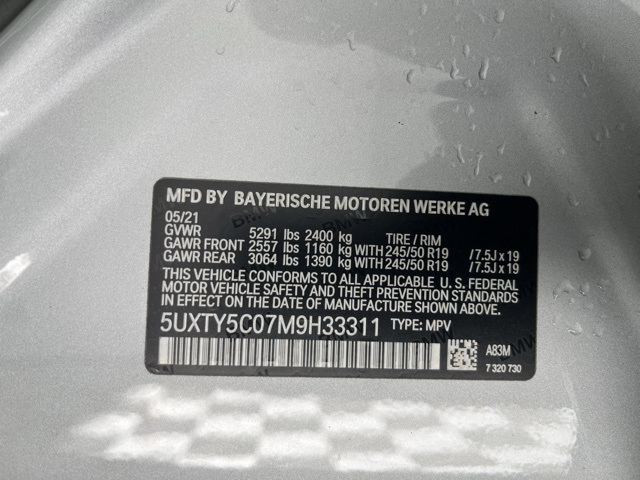 MFD BY BAYERISCHE MOTOREN WERKE AG
05/21
GVWR 5291 lbs 2400 kg TIRE / RIM
GAWR FRONT 2557 lbs 1160 kg WITH 245/50 R19 / 7.5J x 19
GAWR REAR 3064 lbs 1390 kg WITH 245/50 R19 / 7.5J x 19
THIS VEHICLE CONFORMS TO ALL APPLICABLE U. S. FEDERAL
MOTOR VEHICLE SAFETY AND THEFT PREVENTION STANDARDS
IN EFFECT ON THE DATE OF MANUFACTURE SHOWN ABOVE.
5UXTY5C07M9H33311 TYPE: MPV
A83M
7 320 730